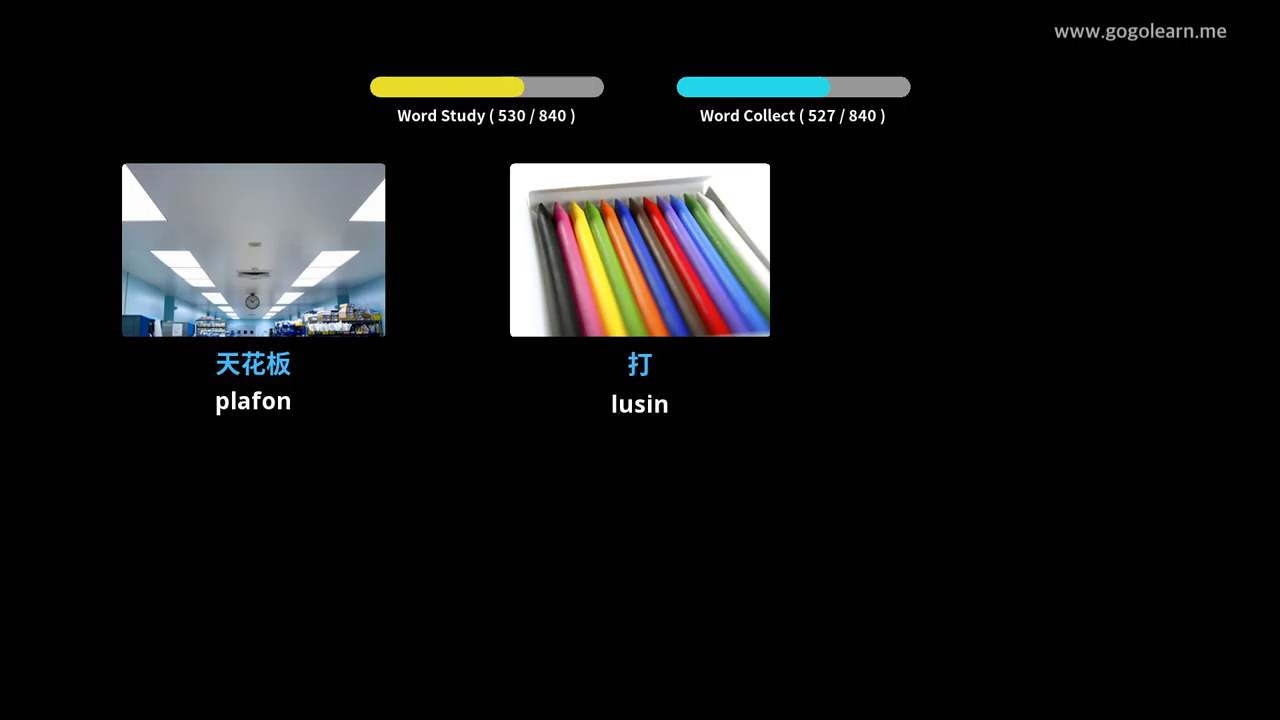 www.gogolearn.me
Word Study ( 530 / 840 )
Word Collect ( 527 / 840 )
天花板
plafon
打
lusin